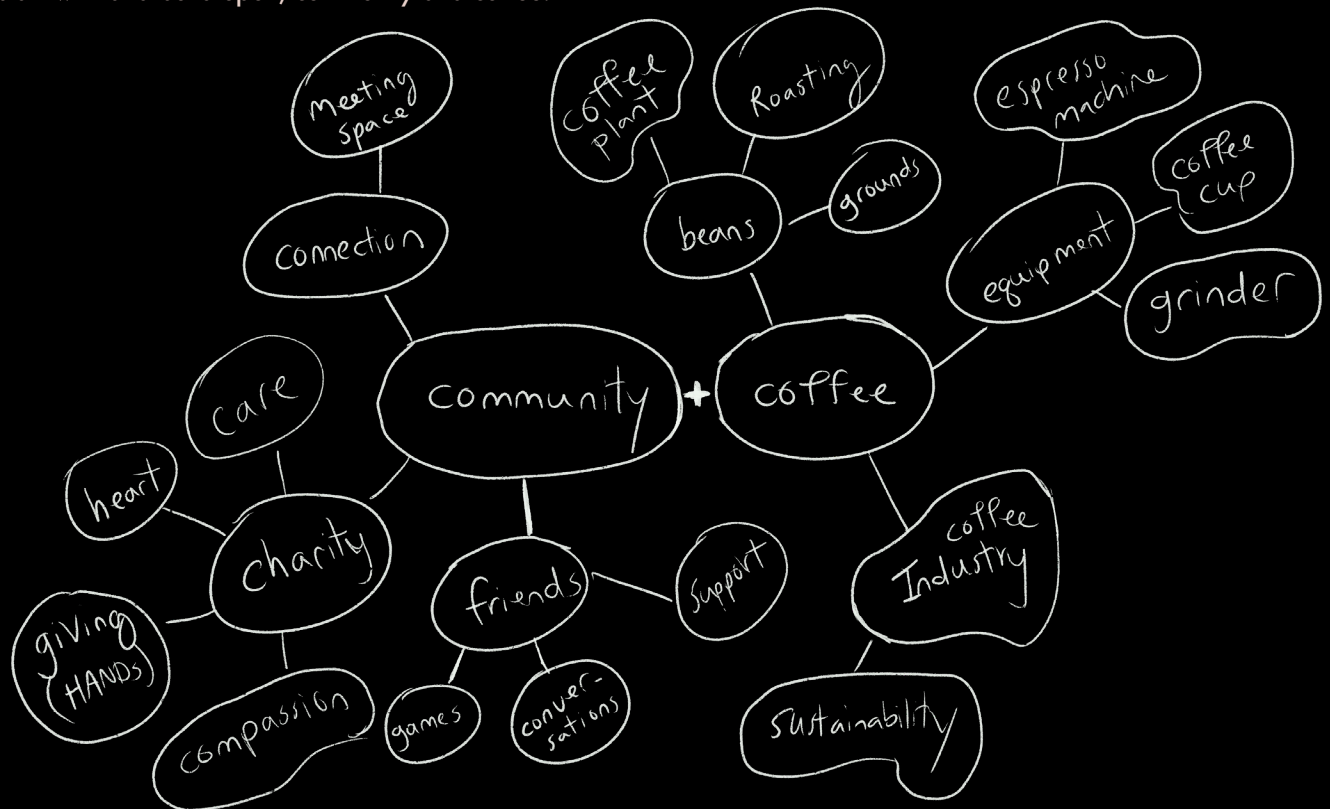 meeting
space
connection
coffee
plant
Roasting
grounds
beans
espresso
machine
coffee
cup
equipment
grinder
community
+
coffee
care
heart
charity
giving
(HANDS)
compassion
friends
support
games
conver-
sations
coffee
Industry
sustainability